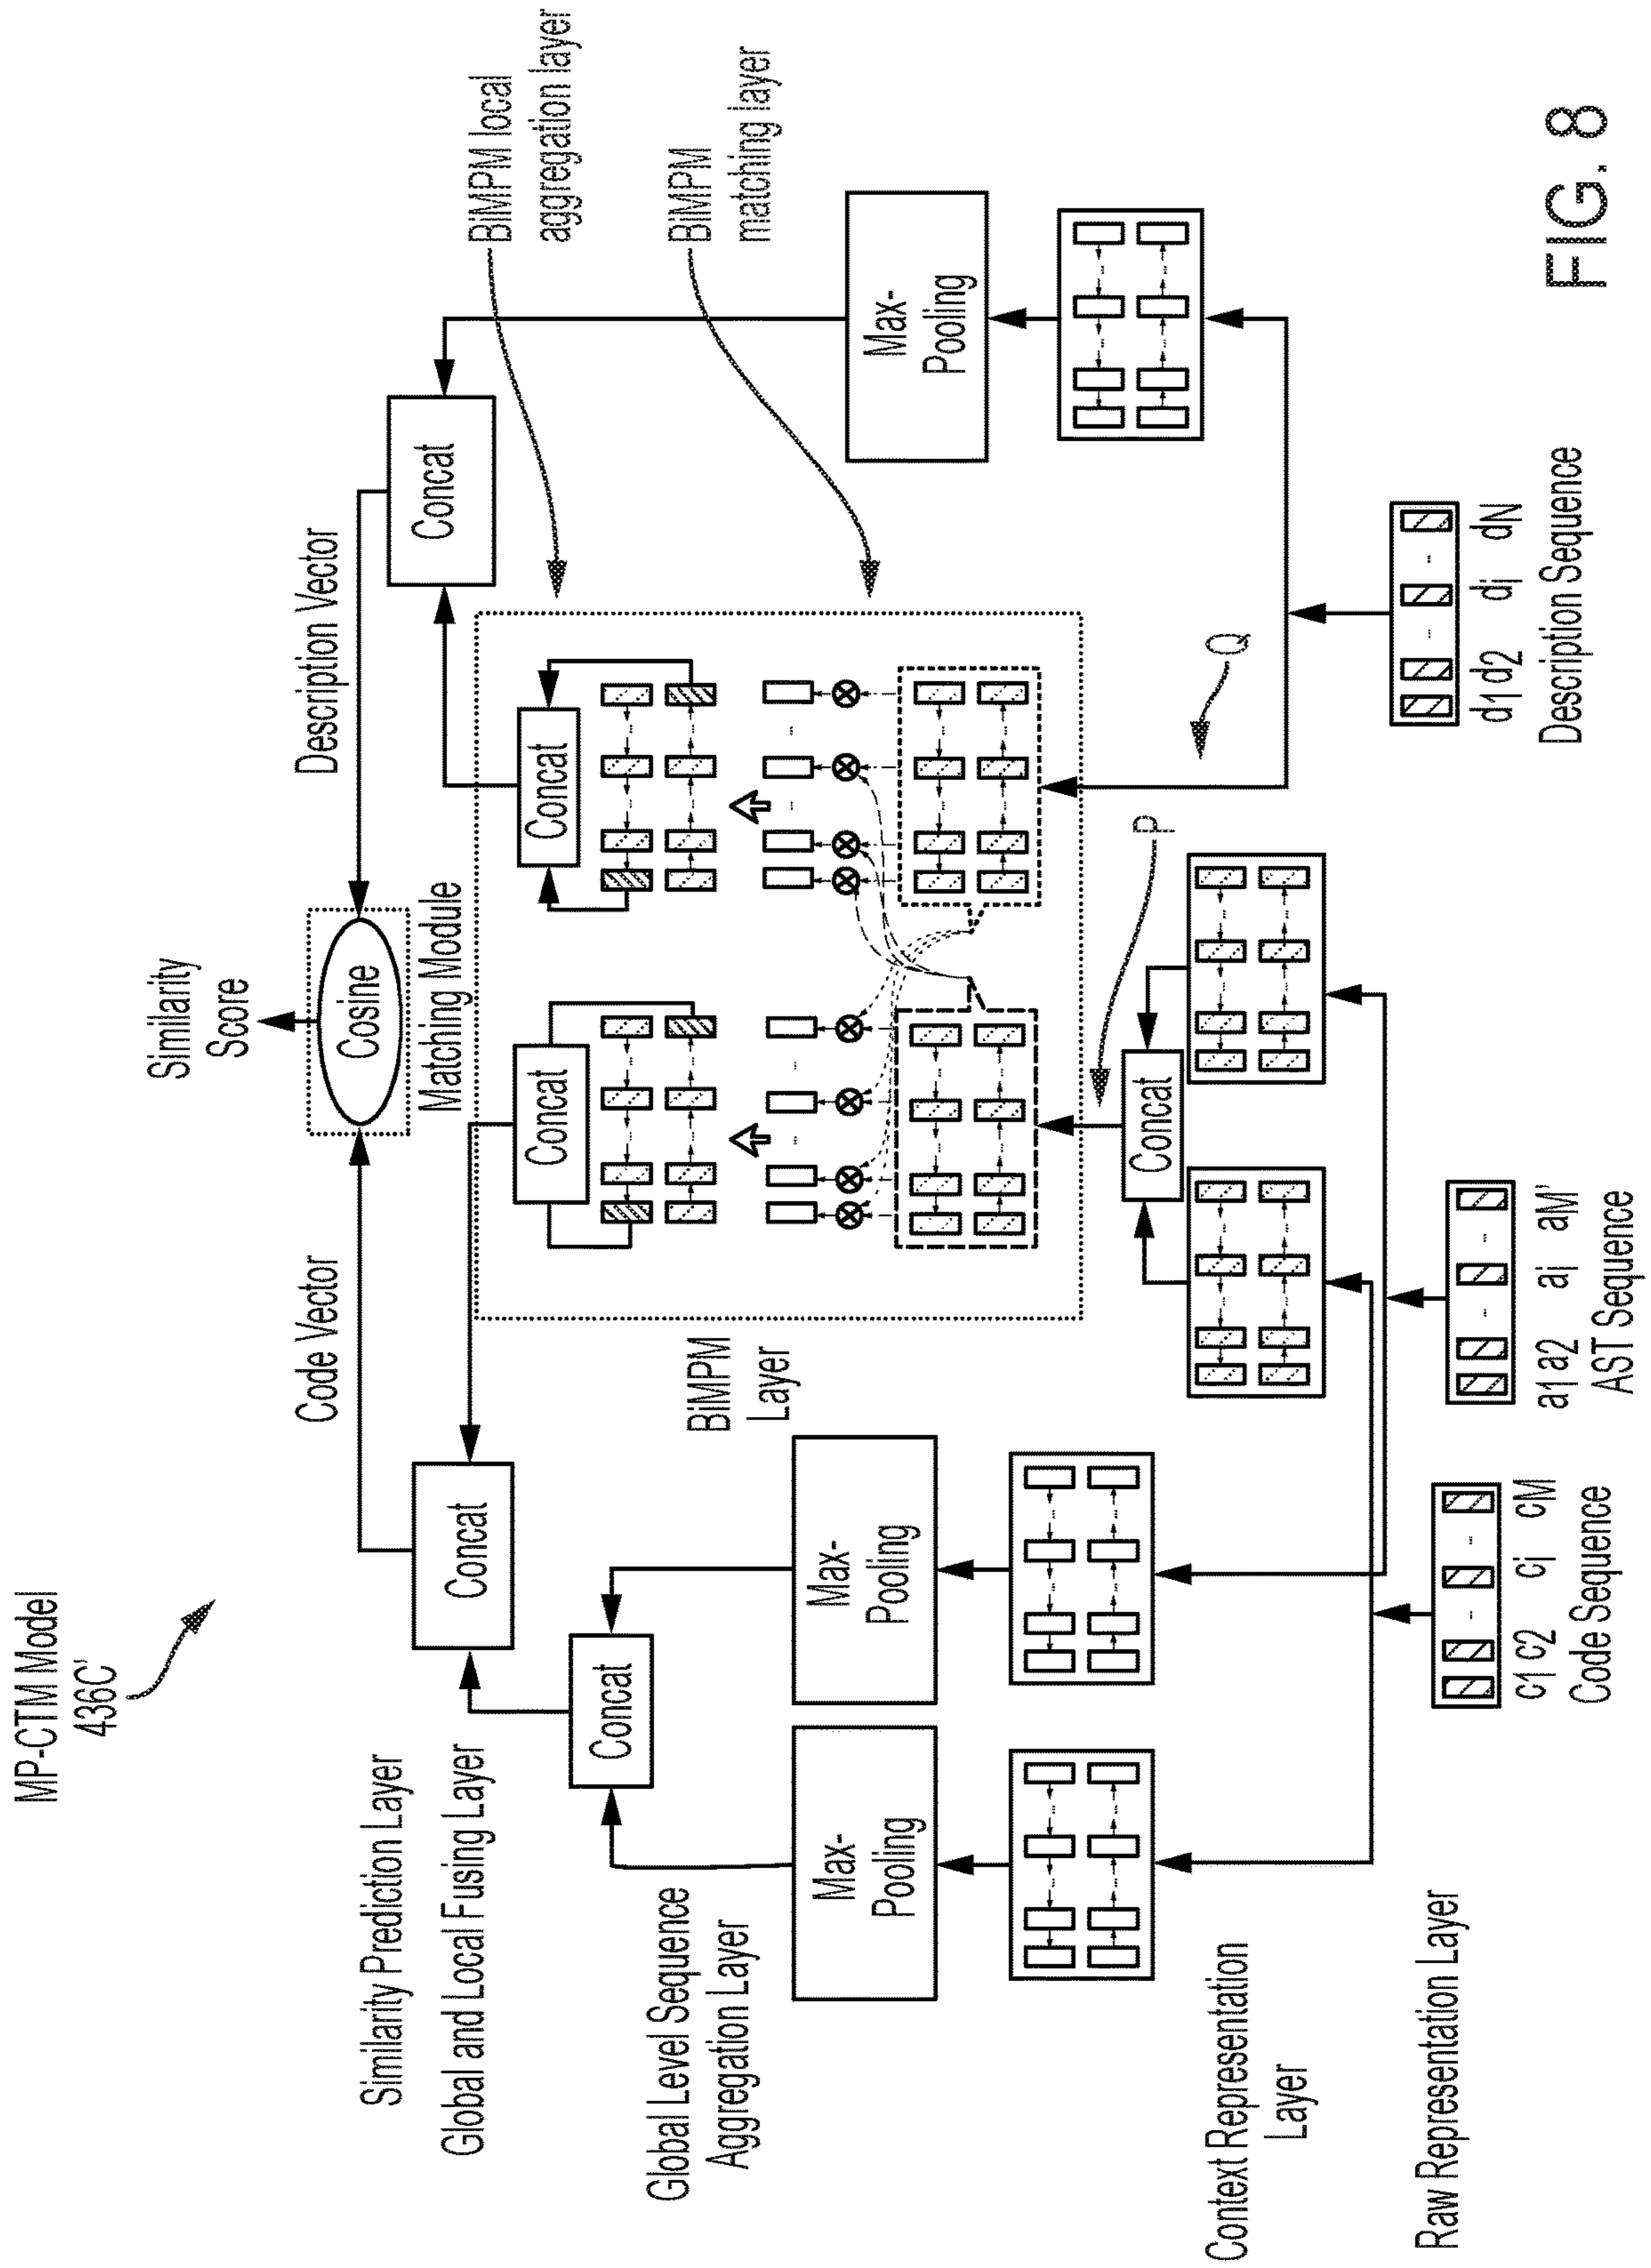 MP-CTM Model
436C'
Similarity
Score
Similarity Prediction Layer
Code Vector
Cosine
Description Vector
Global and Local Fusing Layer
Concat
Matching Module
Concat
BiMPM local
aggregation layer
Concat
Concat
Concat
Global Level Sequence
Aggregation Layer
BiMPM
Layer
BiMPM
matching layer
Max-
Pooling
Max-
Pooling
Max-
Pooling
Concat
P
Q
Context Representation
Layer
Raw Representation Layer
c1 c2 ci cM
Code Sequence
a1 a2 ai aM'
AST Sequence
d1 d2 di dN
Description Sequence
FIG. 8